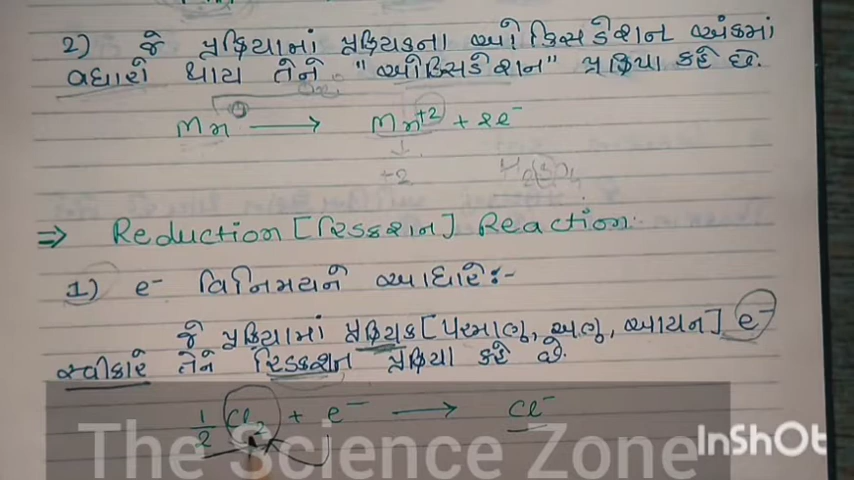 2) જે પ્રક્રિયામાં પ્રક્રિયકના ઓક્સિડેશન અંકમાં
વધારો થાય તેને "ઓક્સિડેશન" પ્રક્રિયા કહે છે.
Mn ⟶ Mn⁺² + 2e⁻
+2
⇒ Reduction [રિડક્શન] Reaction:
1) e⁻ વિનિમયને આધારે:-
જે પ્રક્રિયામાં પ્રક્રિયક [પરમાણુ, અણુ, આયન] e⁻
સ્વીકારે તેને રિડક્શન પ્રક્રિયા કહે છે.
1/2 Cl₂ + e⁻ ⟶ Cl⁻
The Science Zone
InShOt